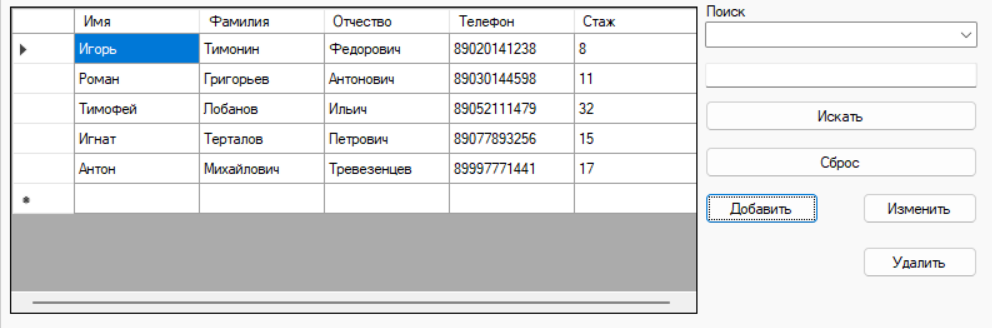 Имя Фамилия Отчество Телефон Стаж
Игорь Тимонин Федорович 89020141238 8
Роман Григорьев Антонович 89030144598 11
Тимофей Лобанов Ильич 89052111479 32
Игнат Терталов Петрович 89077893256 15
Антон Михайлович Тревезенцев 89997771441 17
Поиск
Искать
Сброс
Добавить Изменить
Удалить